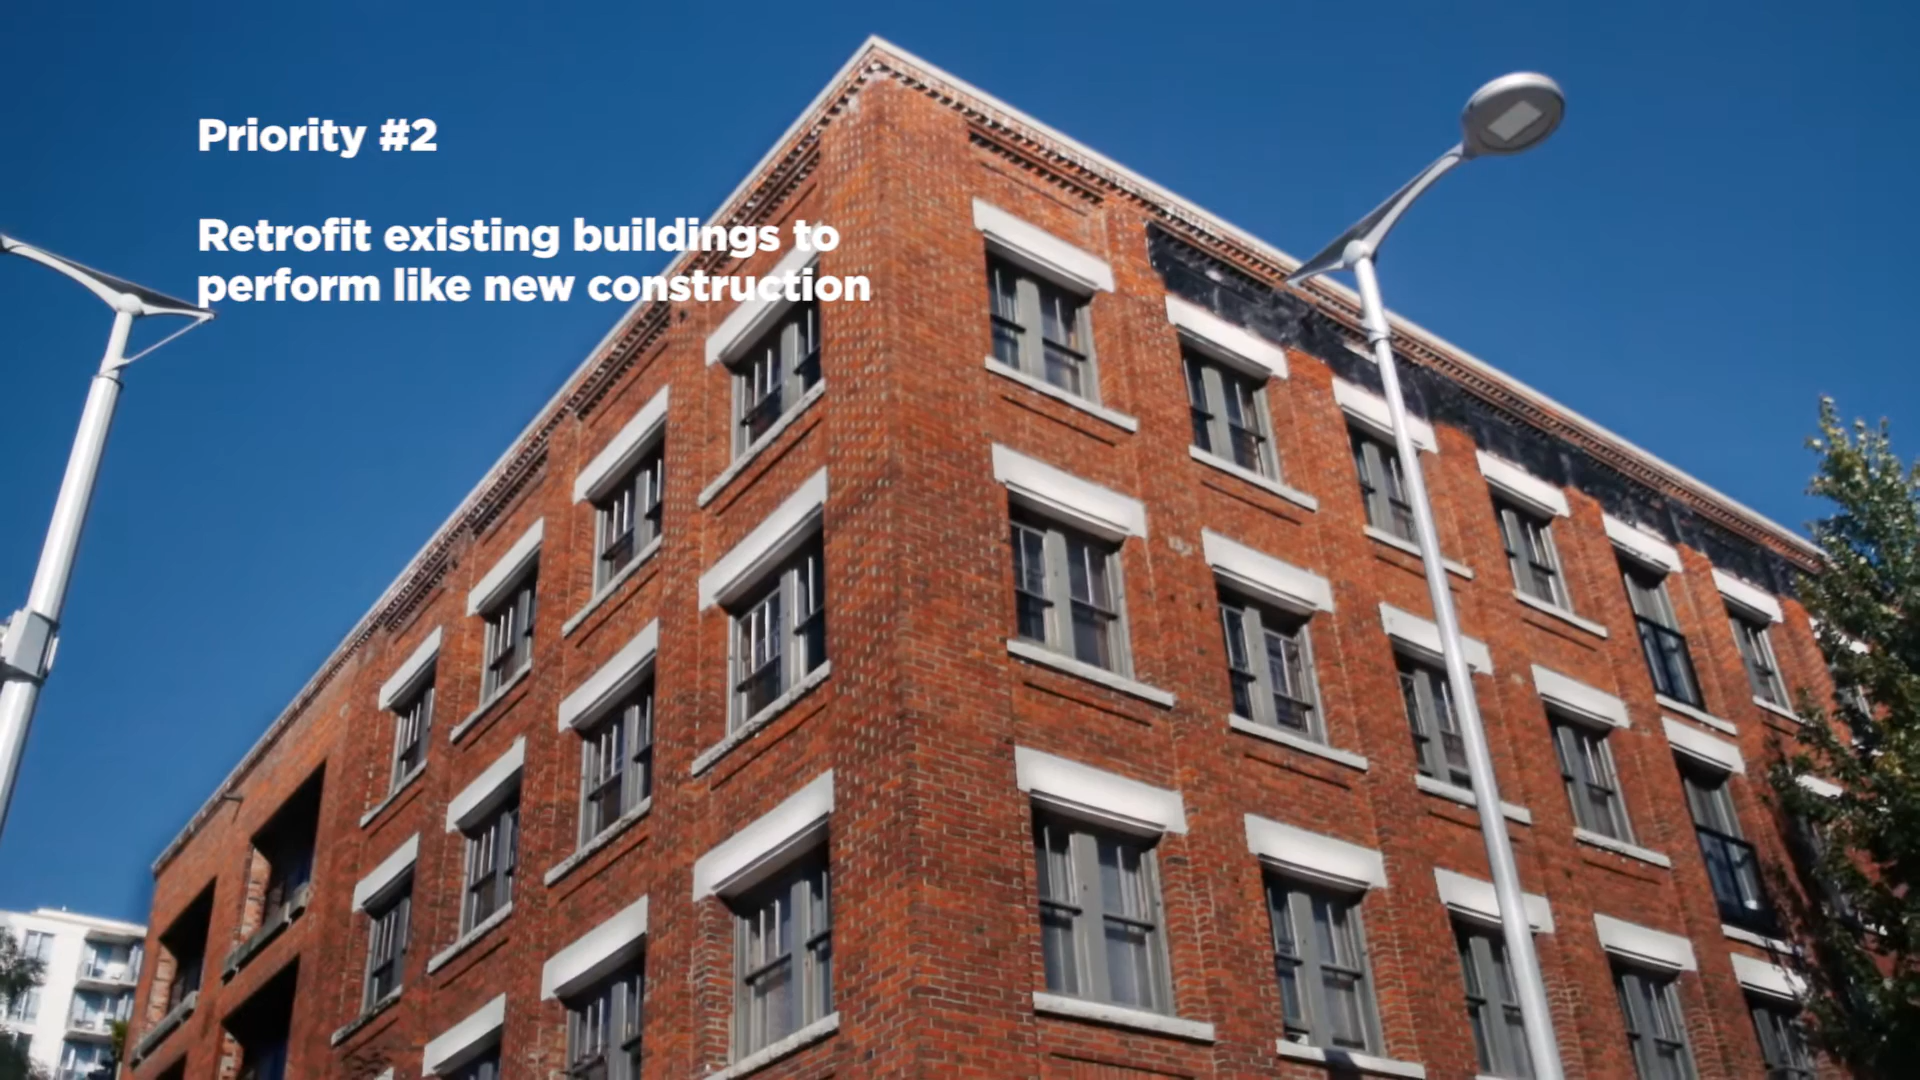 Priority #2
Retrofit existing buildings to
perform like new construction